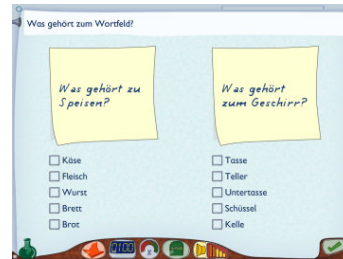 Was gehört zum Wortfeld?
Was gehört zu
Speisen?
Was gehört
zum Geschirr?
Käse
Fleisch
Wurst
Brett
Brot
Tasse
Teller
Untertasse
Schüssel
Kelle
0100